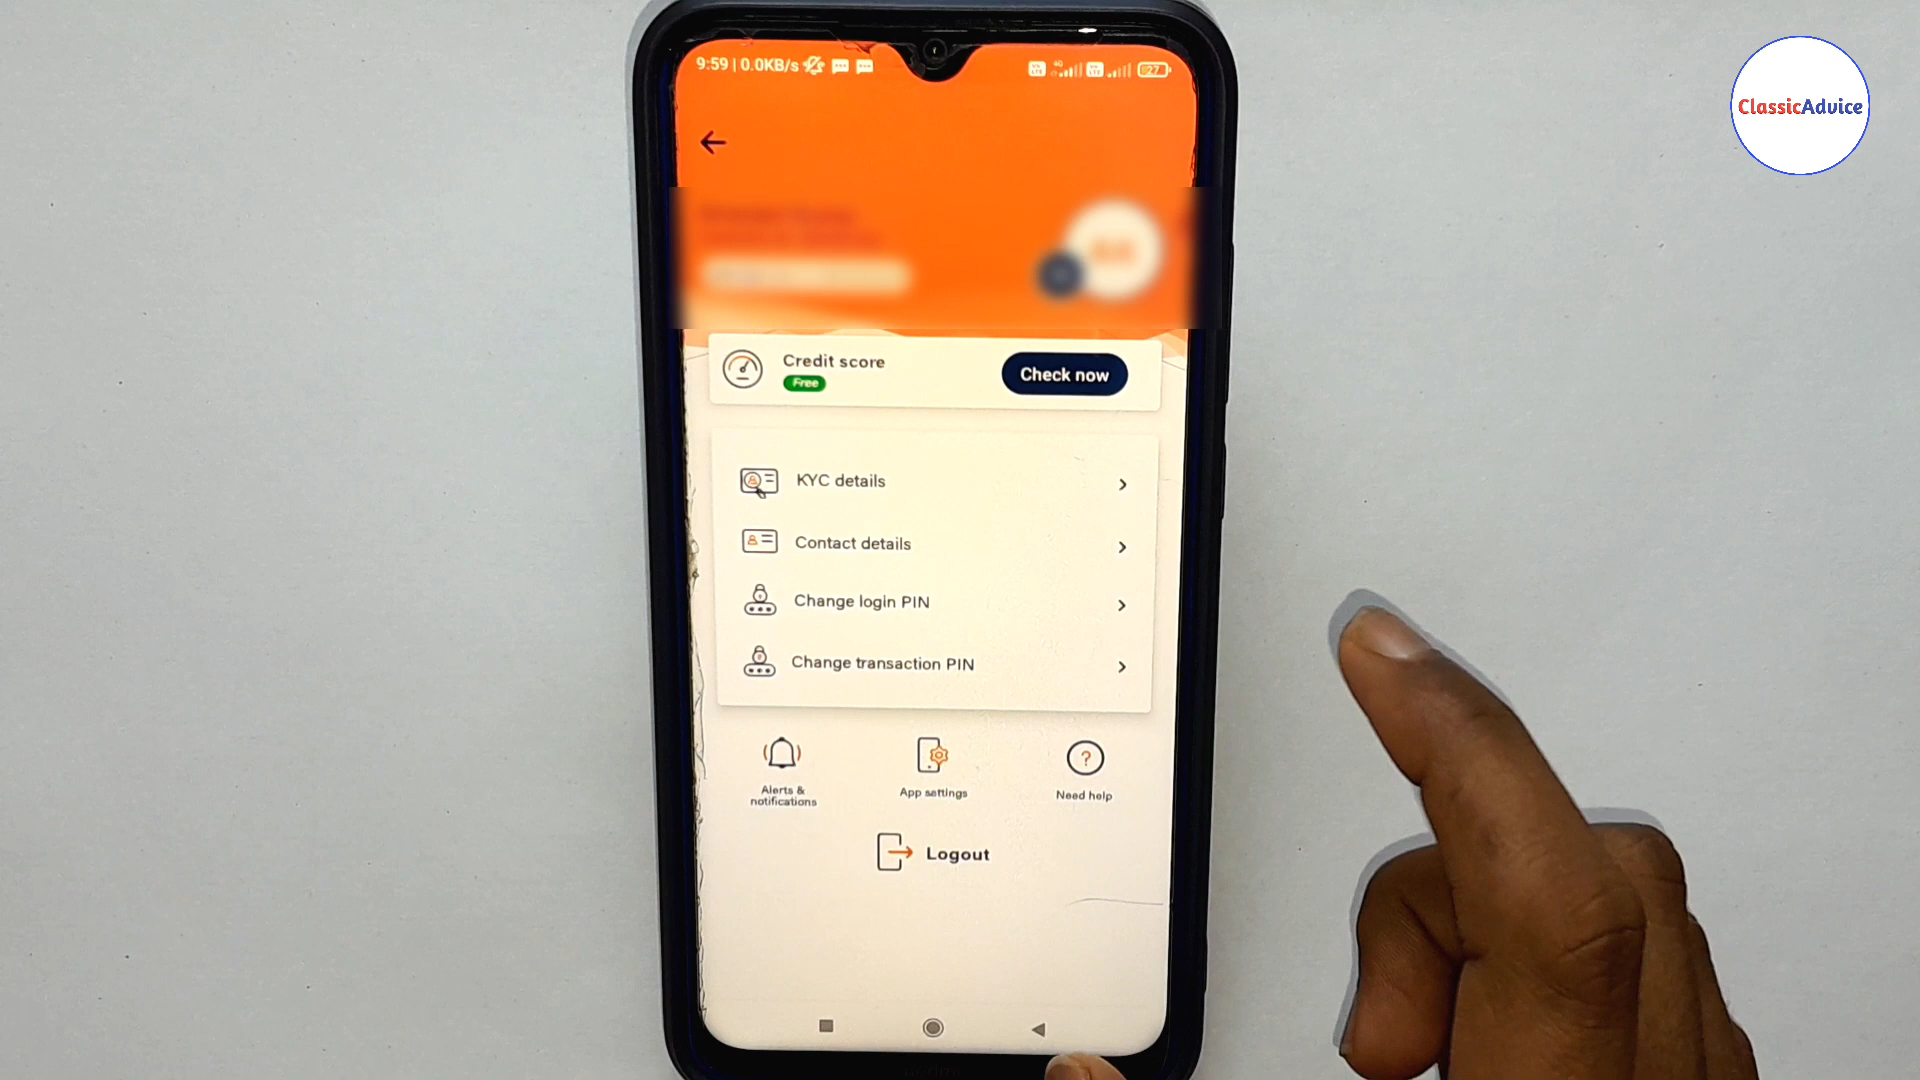 9:59 | 0.0KB/s
27
ClassicAdvice
Credit score
Free
Check now
KYC details
Contact details
Change login PIN
Change transaction PIN
Alerts &
notifications
App settings
?
Need help
Logout